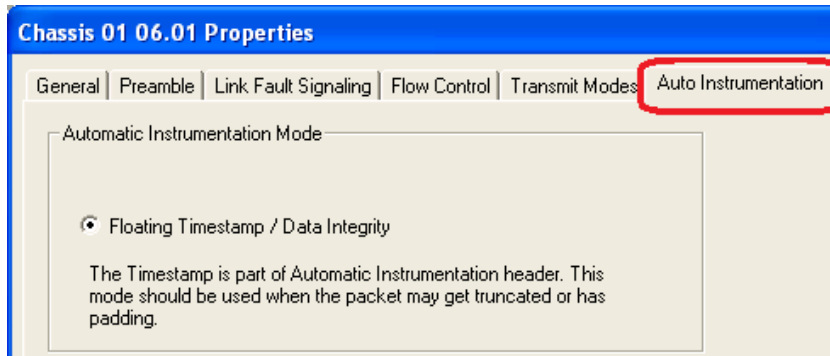 Chassis 01 06.01 Properties
General Preamble Link Fault Signaling Flow Control Transmit Modes Auto Instrumentation
Automatic Instrumentation Mode
Floating Timestamp / Data Integrity
The Timestamp is part of Automatic Instrumentation header. This
mode should be used when the packet may get truncated or has
padding.